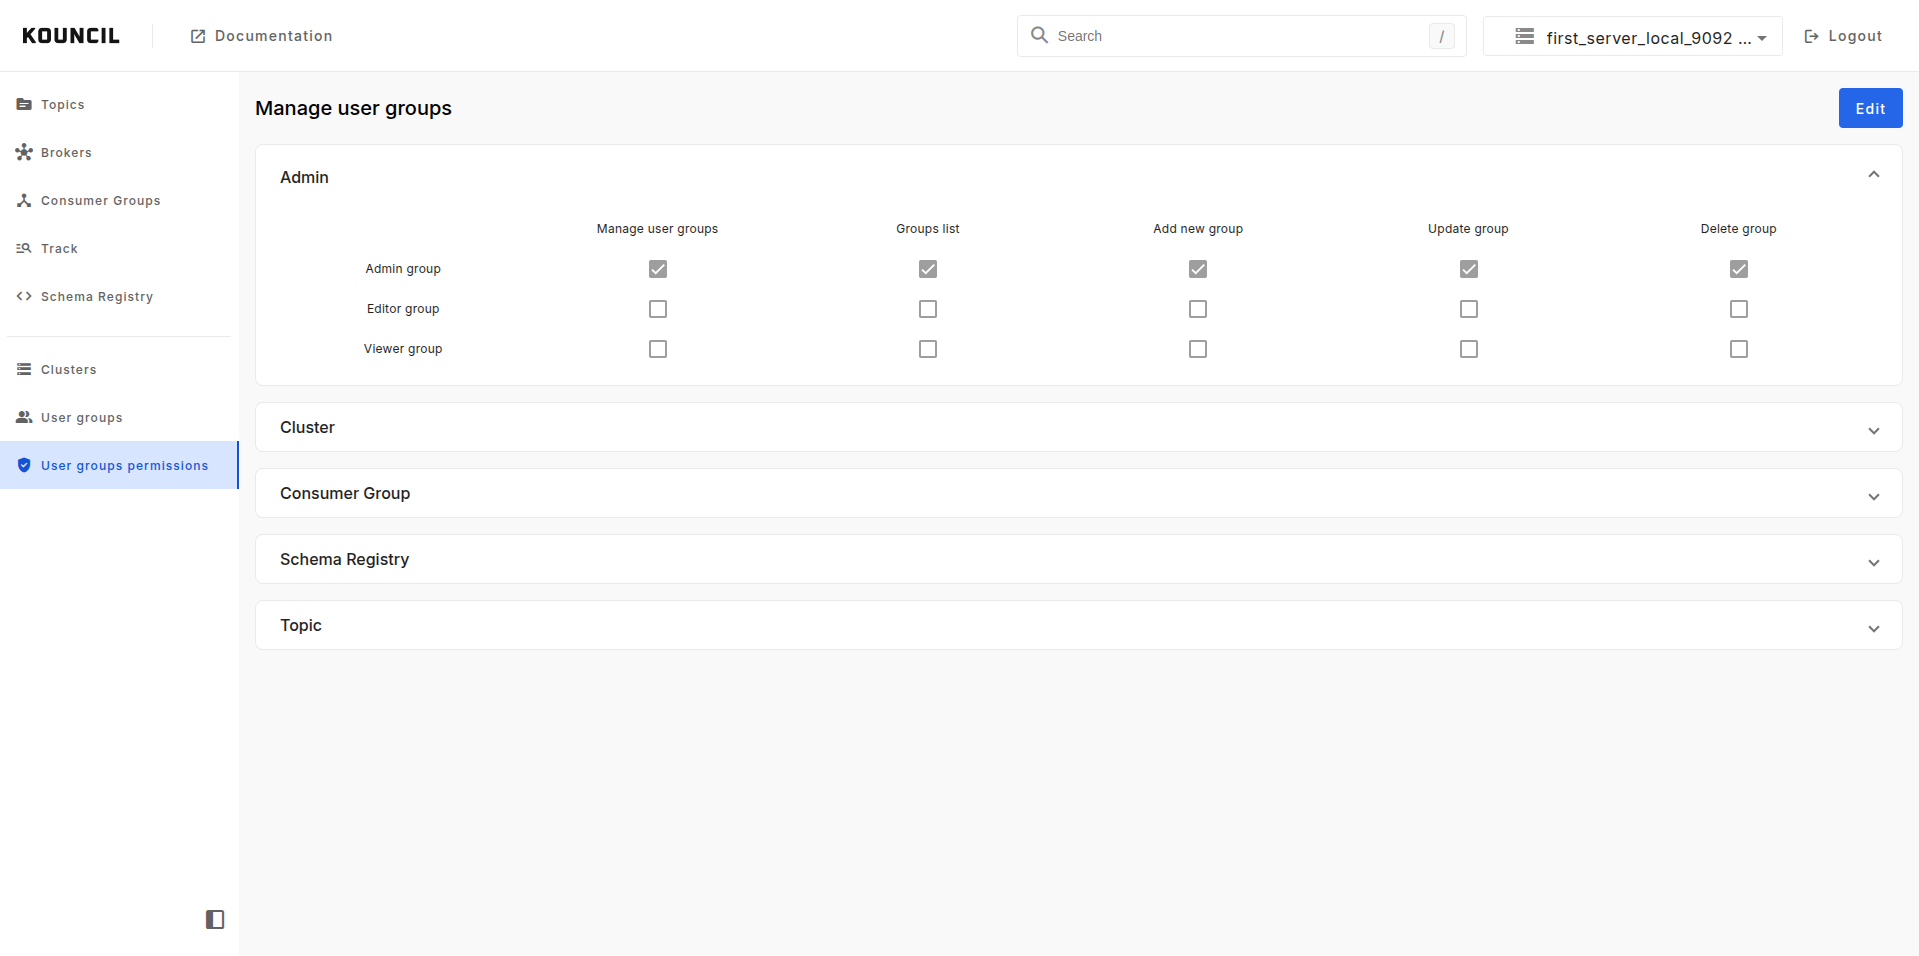 KOUNCIL
Documentation
Search
/
first_server_local_9092 ...
Logout
Topics
Brokers
Consumer Groups
Track
Schema Registry
Clusters
User groups
User groups permissions
Manage user groups
Edit
Admin
Manage user groups Groups list Add new group Update group Delete group
Admin group
Editor group
Viewer group
Cluster
Consumer Group
Schema Registry
Topic